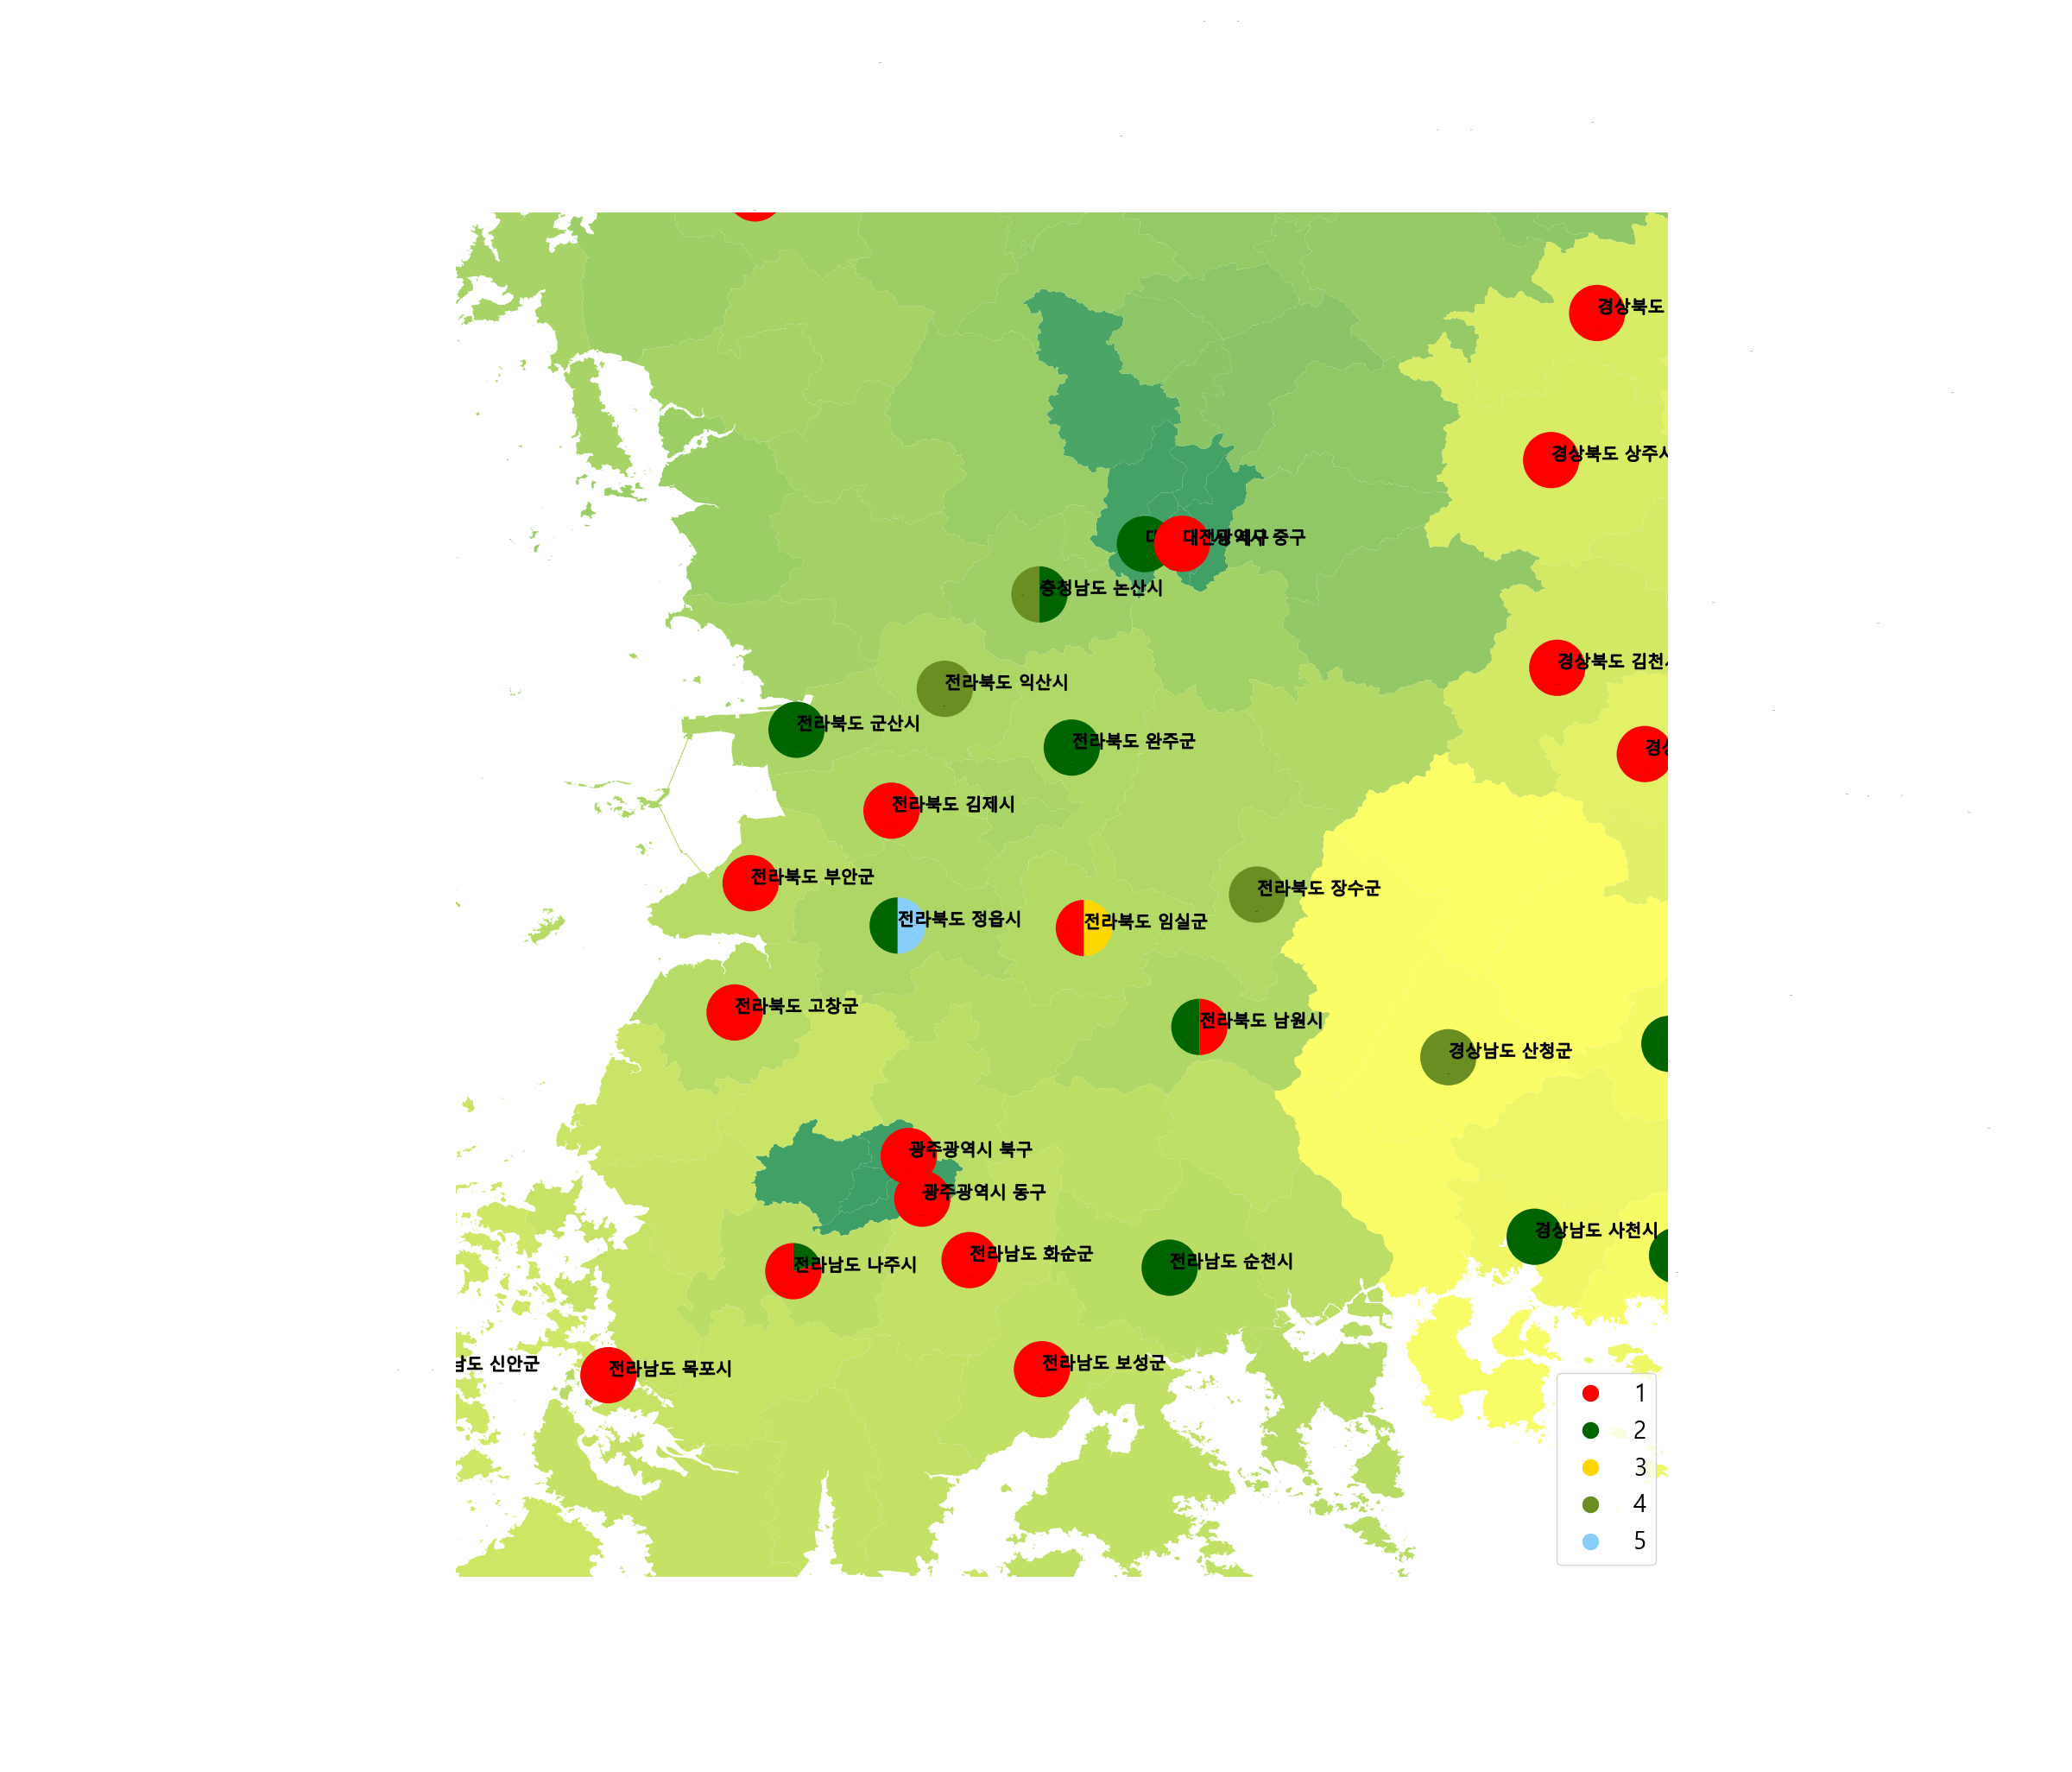 경상북도
경상북도 상주시
대전광역시 중구
충청남도 논산시
경상북도 김천시
전라북도 익산시
전라북도 군산시
전라북도 완주군
전라북도 김제시
전라북도 부안군
전라북도 장수군
전라북도 정읍시
전라북도 임실군
전라북도 고창군
전라북도 남원시
경상남도 산청군
광주광역시 북구
광주광역시 동구
경상남도 사천시
전라남도 화순군
전라남도 나주시
전라남도 순천시
남도 신안군
전라남도 목포시
전라남도 보성군
1
2
3
4
5